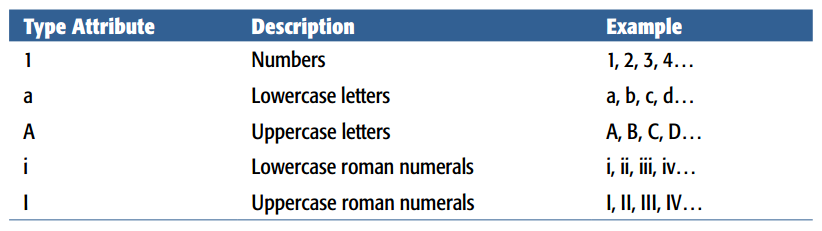 Type Attribute Description Example
1 Numbers 1, 2, 3, 4…
a Lowercase letters a, b, c, d…
A Uppercase letters A, B, C, D…
i Lowercase roman numerals i, ii, iii, iv…
I Uppercase roman numerals I, II, III, IV…